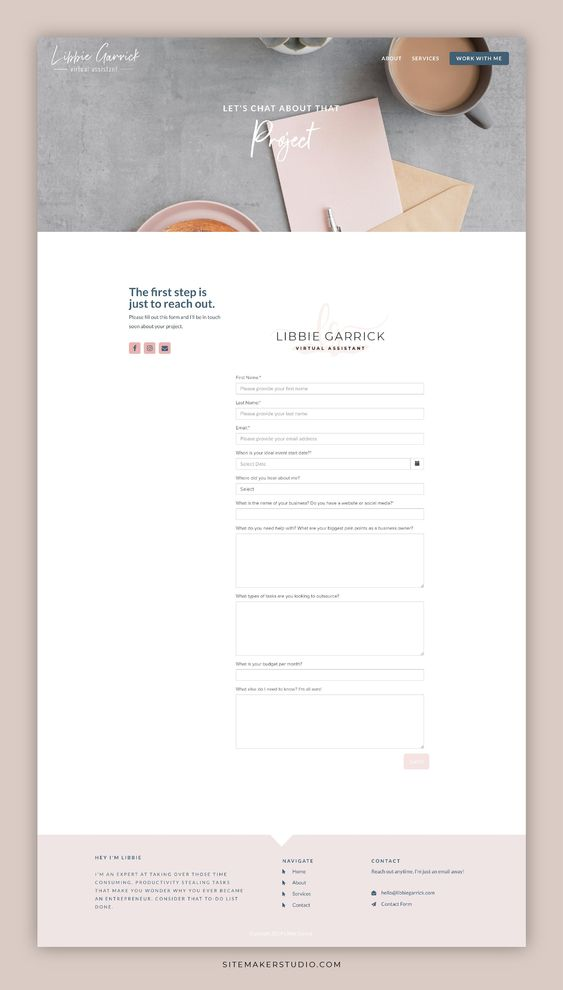 Libbie Garrick
virtual assistant
ABOUT
SERVICES
WORK WITH ME
LET'S CHAT ABOUT THAT
Project
The first step is
just to reach out.
Please fill out this form and I'll be in touch
soon about your project.
LIBBIE GARRICK
VIRTUAL ASSISTANT
First Name:*
Please provide your first name
Last Name:*
Please provide your last name
Email:*
Please provide your email address
When is your ideal event start date?*
Select Date
Where did you hear about me?
Select
What is the name of your business? Do you have a website or social media?*
What do you need help with? What are your biggest pain points as a business owner?
What types of tasks are you looking to outsource?
What is your budget per month?
What else do I need to know? I'm all ears!
HEY I'M LIBBIE
I'M AN EXPERT AT TAKING OVER THOSE TIME
CONSUMING, PRODUCTIVITY STEALING TASKS
THAT MAKE YOU WONDER WHY YOU EVER BECAME
AN ENTREPRENEUR. CONSIDER THAT TO-DO LIST
DONE.
NAVIGATE
Home
About
Services
Contact
CONTACT
Reach out anytime, I'm just an email away!
hello@libbiegarrick.com
Contact Form
SITEMAKERSTUDIO.COM